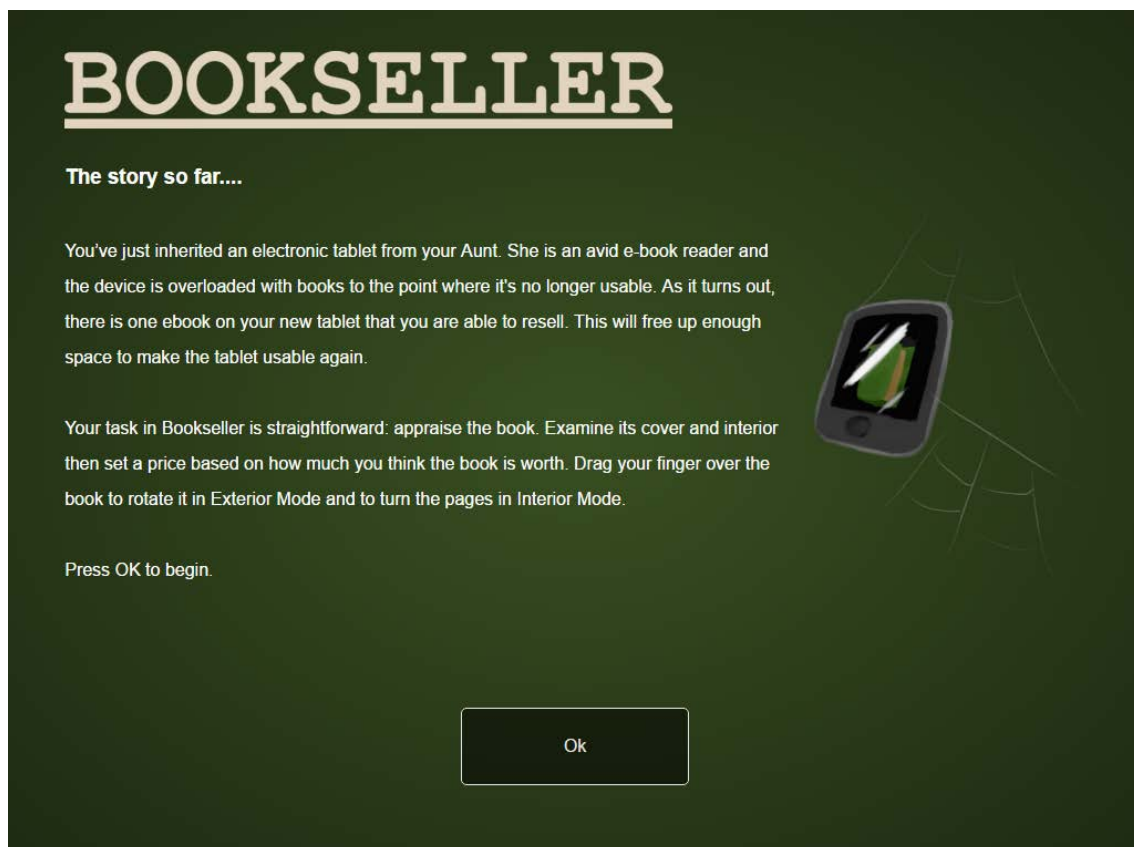 BOOKSELLER
The story so far....
You've just inherited an electronic tablet from your Aunt. She is an avid e-book reader and
the device is overloaded with books to the point where it's no longer usable. As it turns out,
there is one ebook on your new tablet that you are able to resell. This will free up enough
space to make the tablet usable again.
Your task in Bookseller is straightforward: appraise the book. Examine its cover and interior
then set a price based on how much you think the book is worth. Drag your finger over the
book to rotate it in Exterior Mode and to turn the pages in Interior Mode.
Press OK to begin.
Ok